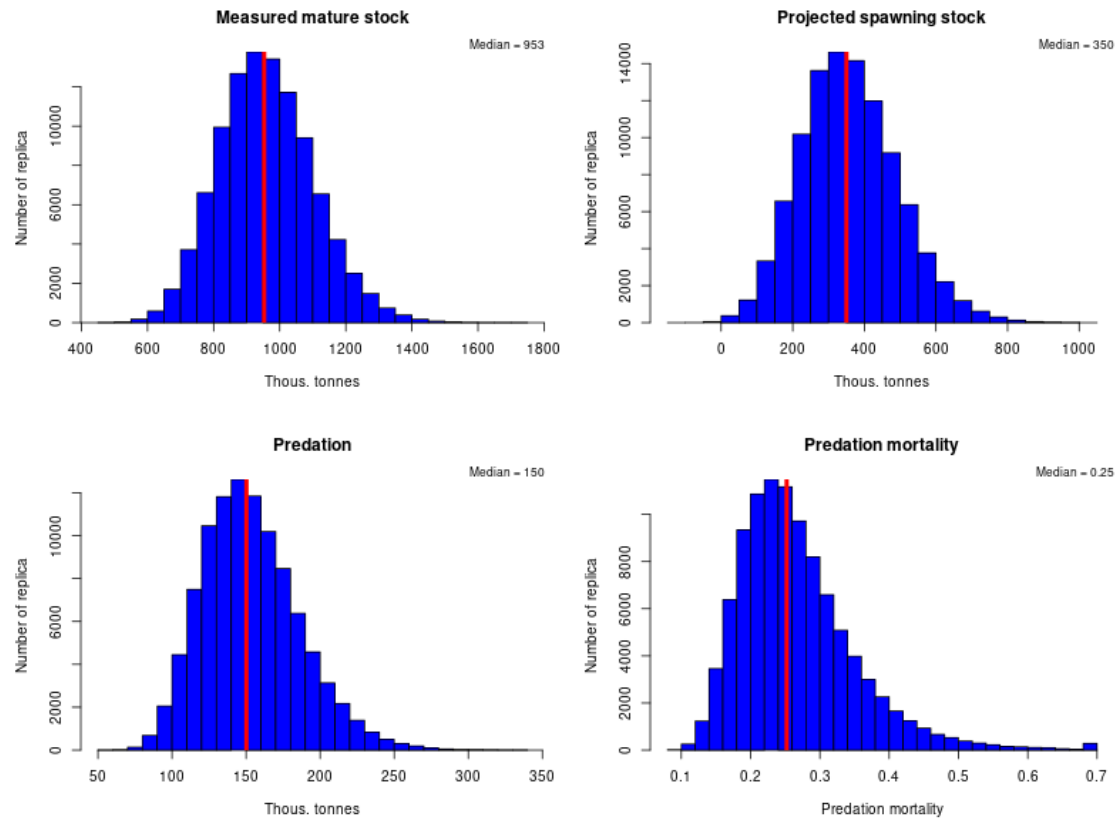 Measured mature stock
Median = 953
Number of replica
0 2000 6000 10000
400 600 800 1000 1200 1400 1600 1800
Thous. tonnes
Projected spawning stock
Median = 350
Number of replica
0 2000 6000 10000 14000
0 200 400 600 800 1000
Thous. tonnes
Predation
Median = 150
Number of replica
0 2000 6000 10000
50 100 150 200 250 300 350
Thous. tonnes
Predation mortality
Median = 0.25
Number of replica
0 2000 4000 6000 8000
0.1 0.2 0.3 0.4 0.5 0.6 0.7
Predation mortality